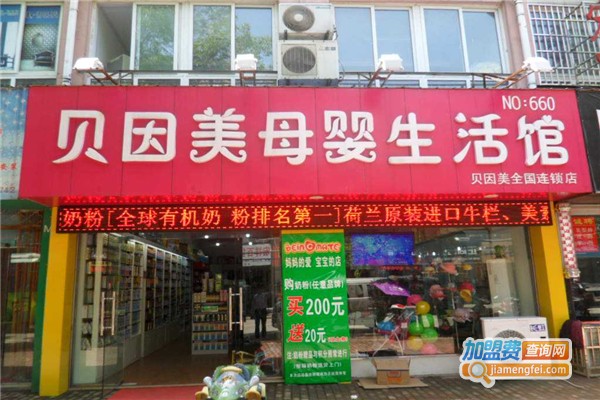 NO:660
贝因美母婴生活馆
贝因美全国连锁店
奶粉[全球有机奶 粉排名第一]荷兰原装进口牛栏、美
妈妈的爱 宝宝的店
购奶粉(任意品牌)
买200元
送20元
加盟费查询网
jiamengfei.com